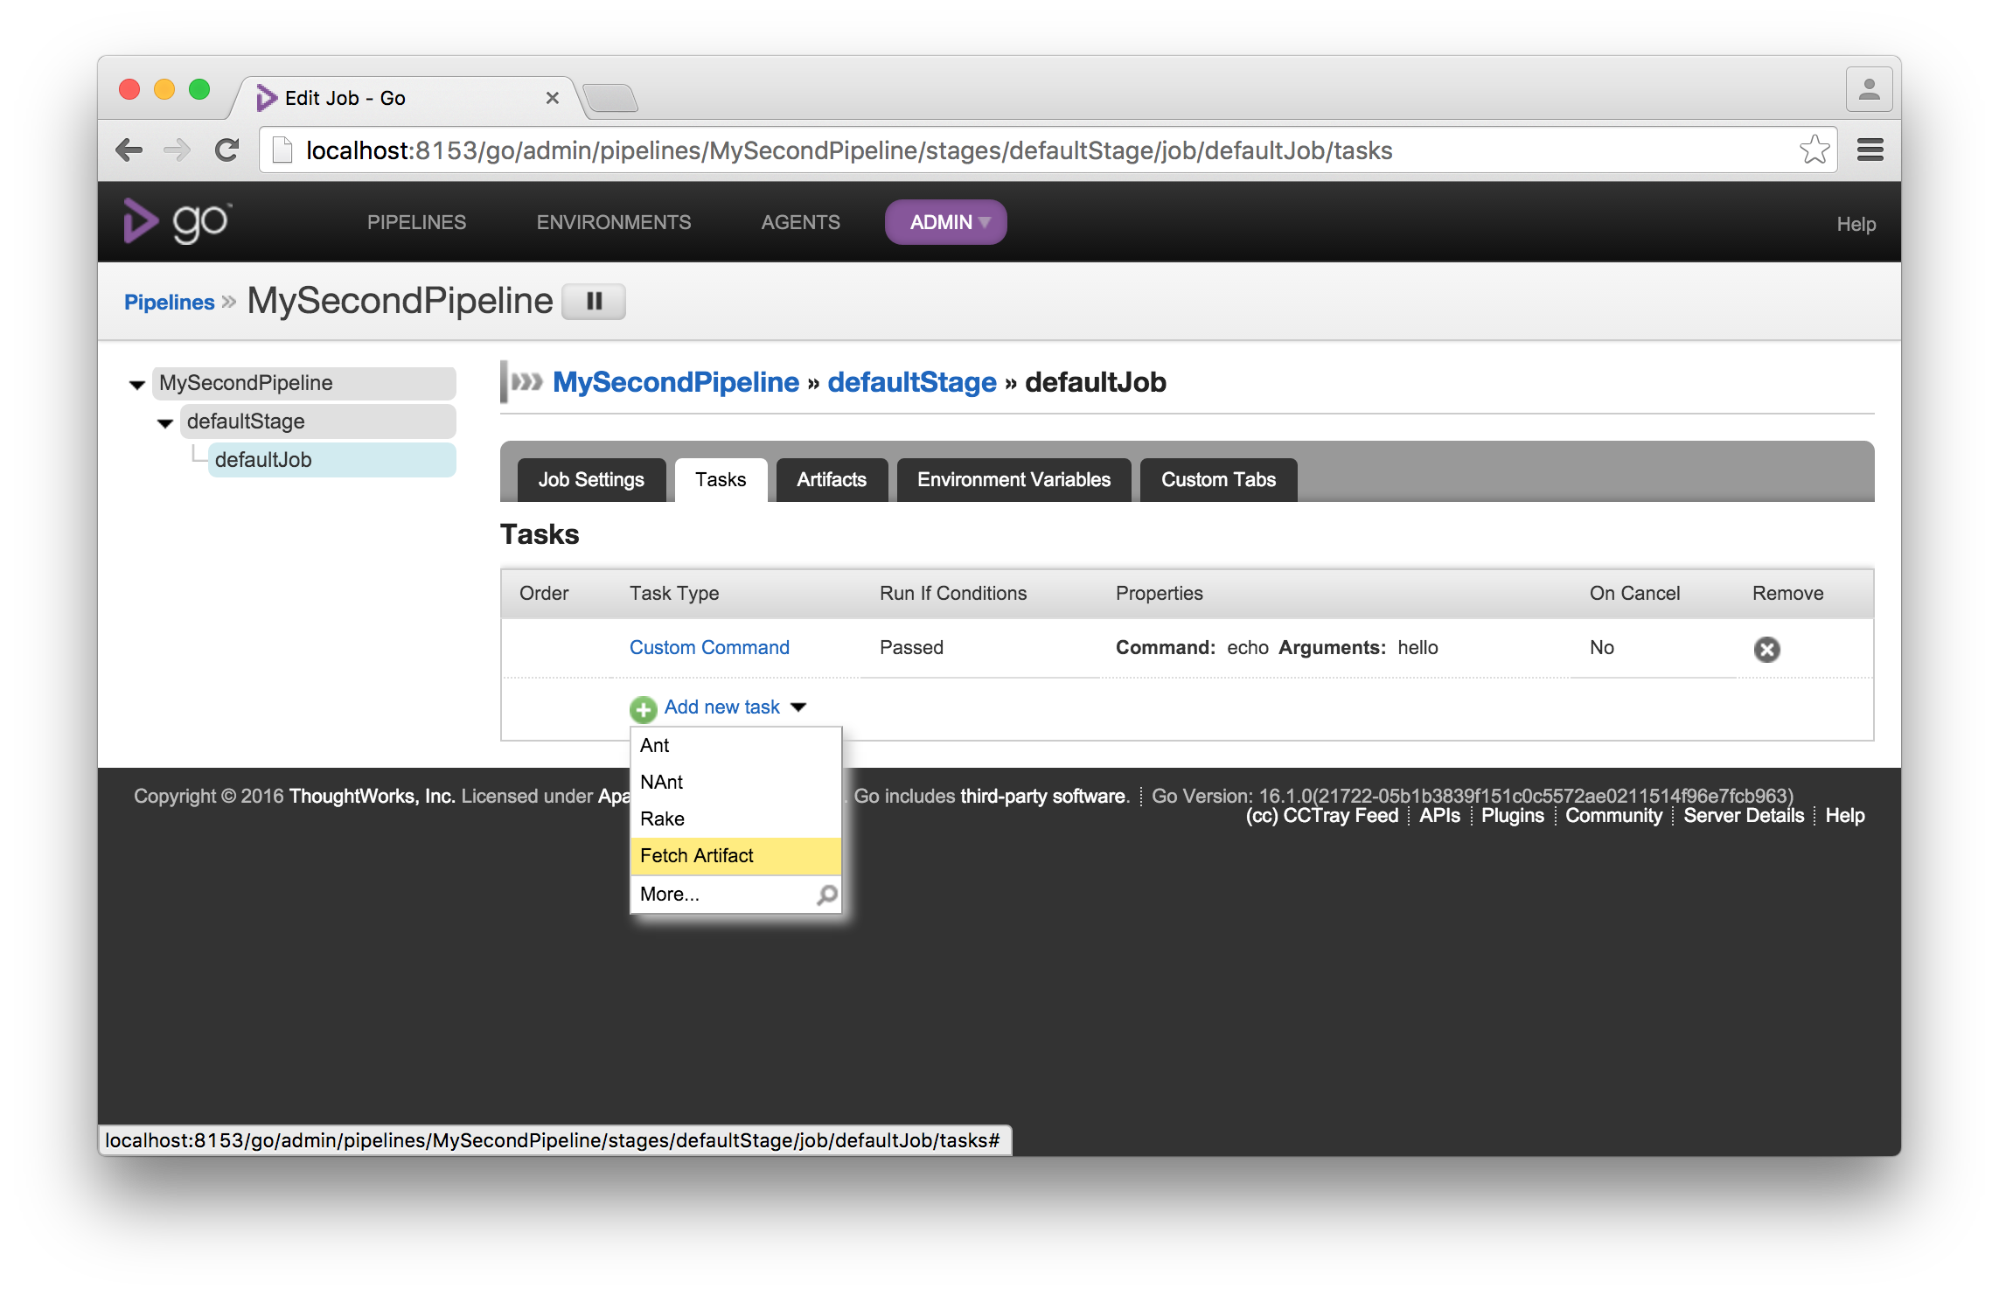 Edit Job - Go
localhost:8153/go/admin/pipelines/MySecondPipeline/stages/defaultStage/job/defaultJob/tasks
go™ PIPELINES ENVIRONMENTS AGENTS ADMIN Help
Pipelines » MySecondPipeline
MySecondPipeline
defaultStage
defaultJob
MySecondPipeline » defaultStage » defaultJob
Job Settings Tasks Artifacts Environment Variables Custom Tabs
Tasks
Order Task Type Run If Conditions Properties On Cancel Remove
Custom Command Passed Command: echo Arguments: hello No
Add new task
Ant
NAnt
Rake
Fetch Artifact
More...
Copyright © 2016 ThoughtWorks, Inc. Licensed under Apa . Go includes third-party software. Go Version: 16.1.0(21722-05b1b3839f151c0c5572ae0211514f96e7fcb963)
(cc) CCTray Feed APIs Plugins Community Server Details Help
localhost:8153/go/admin/pipelines/MySecondPipeline/stages/defaultStage/job/defaultJob/tasks#